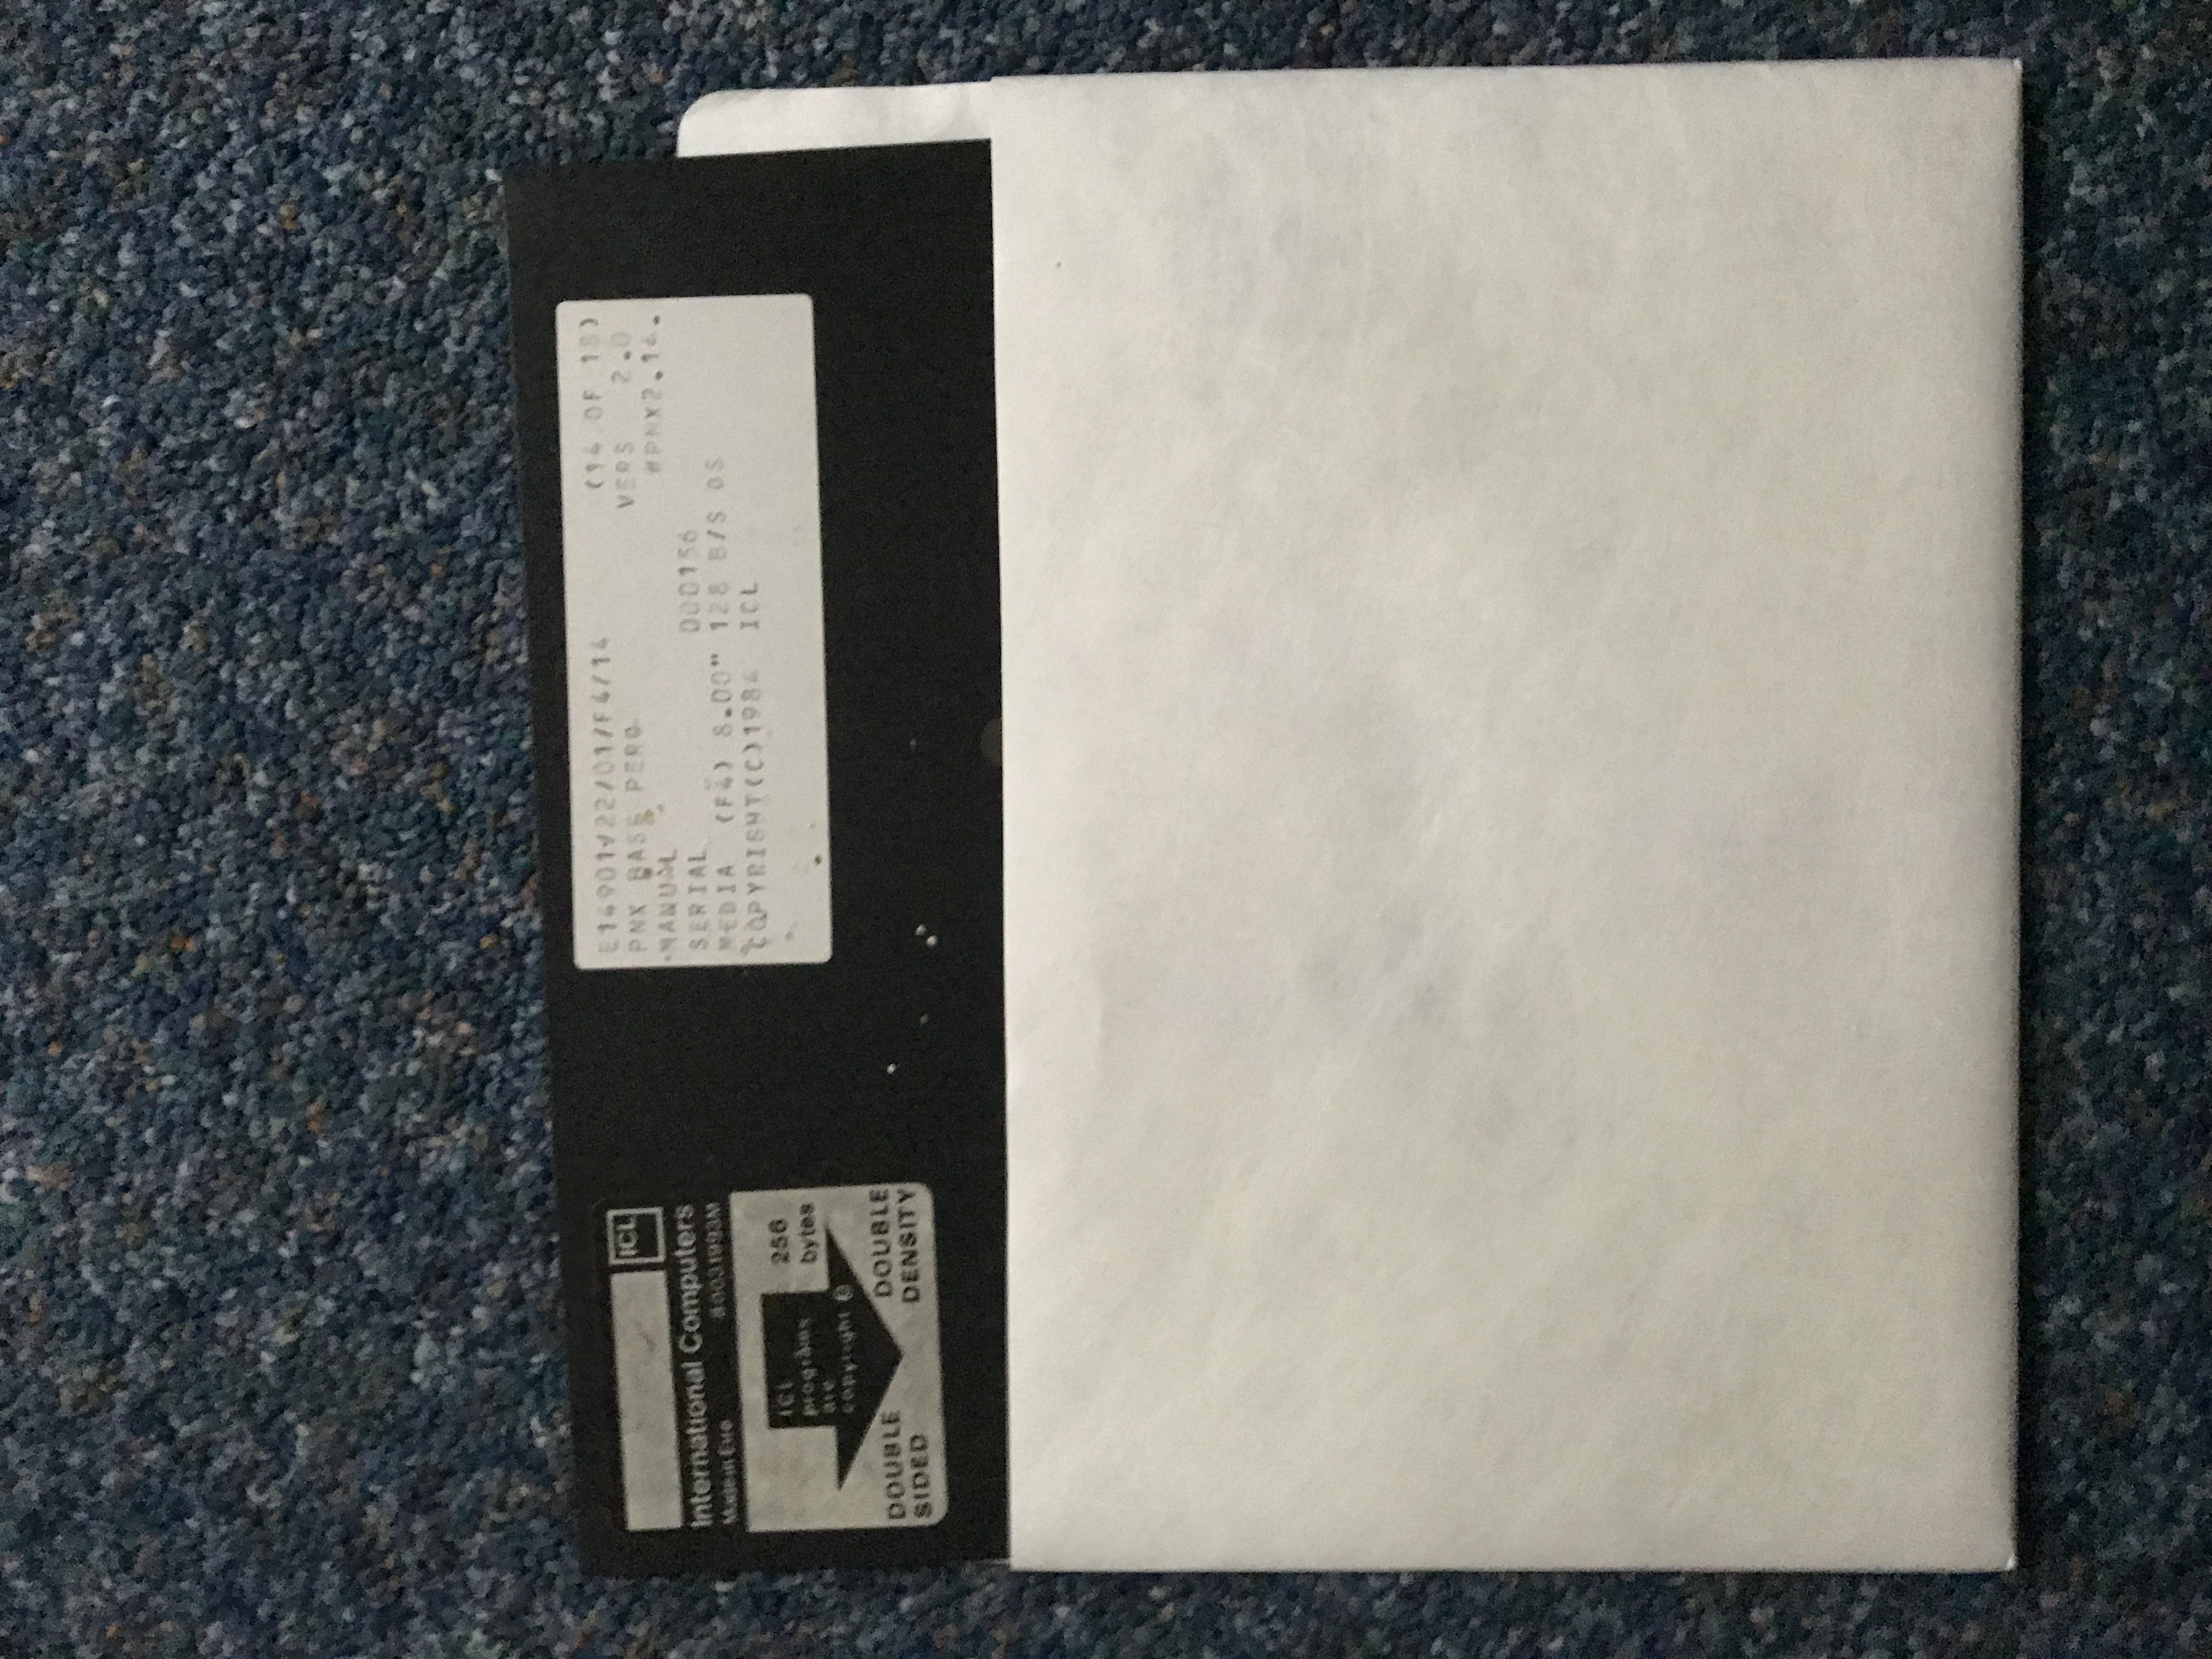 ICL
International Computers
Made in Eire 80031993M
ICL
programs
are
copyright ©
256
bytes
DOUBLE
SIDED
DOUBLE
DENSITY
E14901/22/01/F4/14 (14 OF 18)
PNX BASE PERQ VERS 2.0
MANUAL #PNX2.14.
SERIAL 000156
MEDIA (F4) 8.00" 128 B/S DS
COPYRIGHT(C)1984 ICL